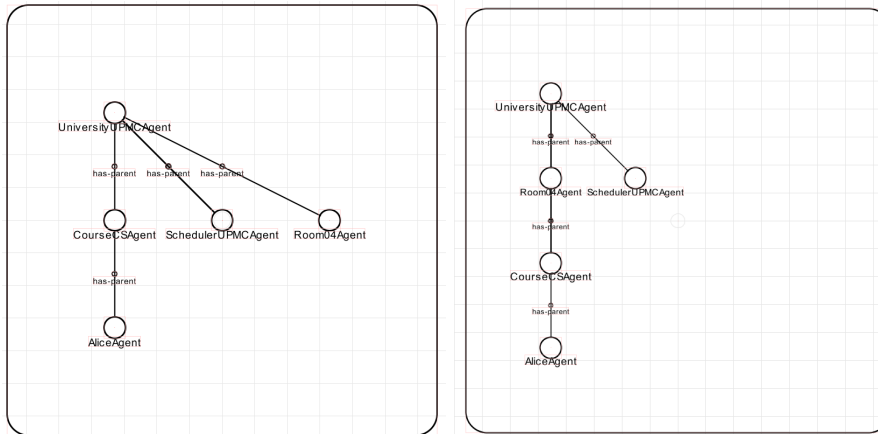 UniversityUPMCAgent
has-parent
has-parent
has-parent
CourseCSAgent
SchedulerUPMCAgent
Room04Agent
has-parent
AliceAgent
UniversityUPMCAgent
has-parent
has-parent
Room04Agent
SchedulerUPMCAgent
has-parent
CourseCSAgent
has-parent
AliceAgent